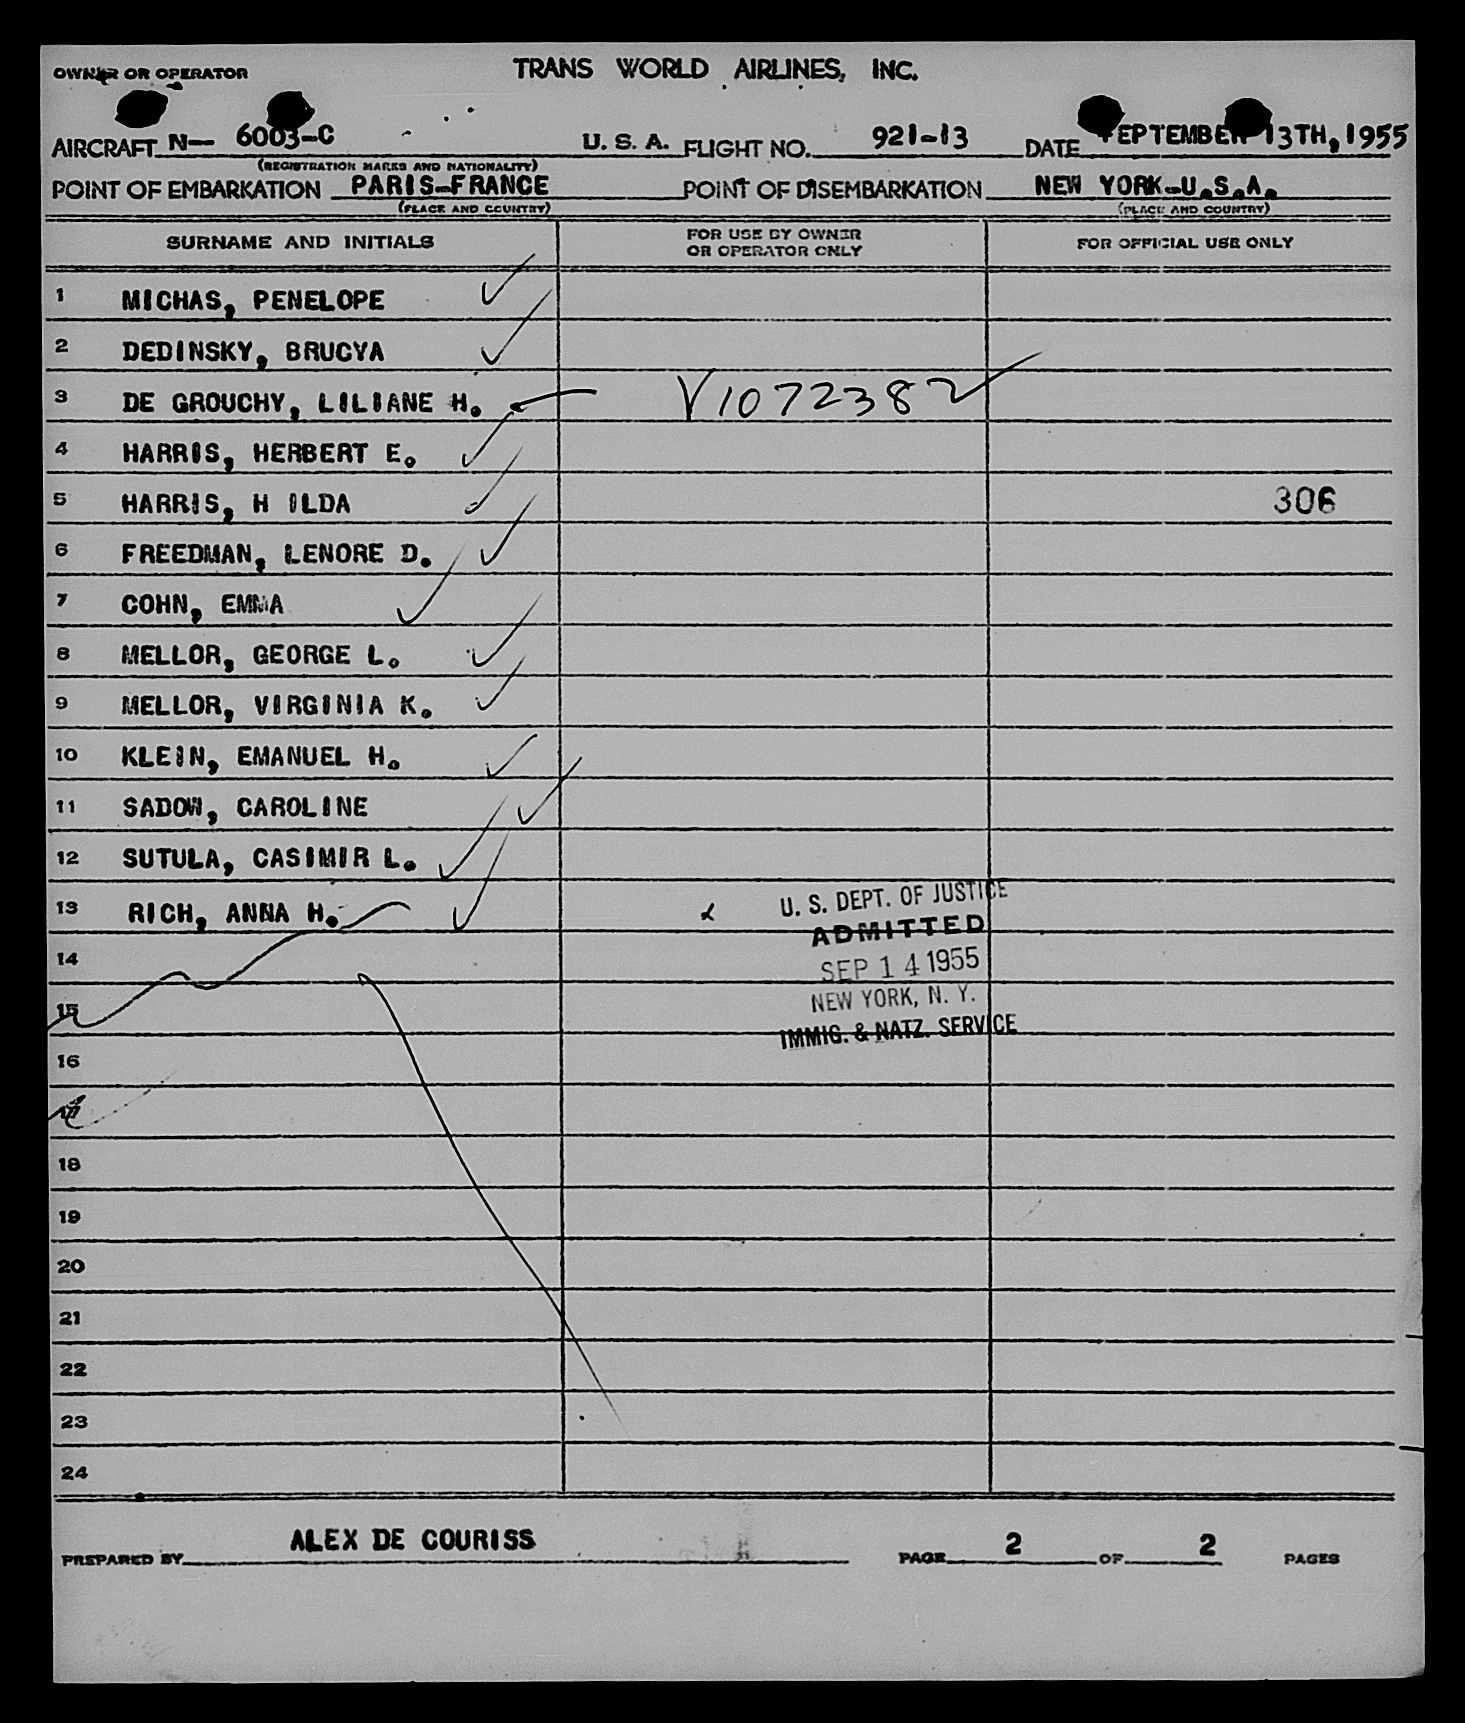 OWNER OR OPERATOR TRANS WORLD AIRLINES, INC.
AIRCRAFT N— 6003-C U. S. A. FLIGHT NO. 921-13 DATE SEPTEMBER 13TH, 1955
(REGISTRATION MARKS AND NATIONALITY)
POINT OF EMBARKATION PARIS-FRANCE POINT OF DISEMBARKATION NEW YORK-U.S.A.
(PLACE AND COUNTRY) (PLACE AND COUNTRY)
SURNAME AND INITIALS FOR USE BY OWNER OR OPERATOR ONLY FOR OFFICIAL USE ONLY
1 MICHAS, PENELOPE
2 DEDINSKY, BRUCYA
3 DE GROUCHY, LILIANE H. V1072382
4 HARRIS, HERBERT E.
5 HARRIS, H ILDA 306
6 FREEDMAN, LENORE D.
7 COHN, EMMA
8 MELLOR, GEORGE L.
9 MELLOR, VIRGINIA K.
10 KLEIN, EMANUEL H.
11 SADOW, CAROLINE
12 SUTULA, CASIMIR L.
13 RICH, ANNA H.
U. S. DEPT. OF JUSTICE
ADMITTED
14
SEP 14 1955
15
NEW YORK, N. Y.
IMMIG. & NATZ. SERVICE
16
17
18
19
20
21
22
23
24
PREPARED BY ALEX DE COURISS PAGE 2 OF 2 PAGES